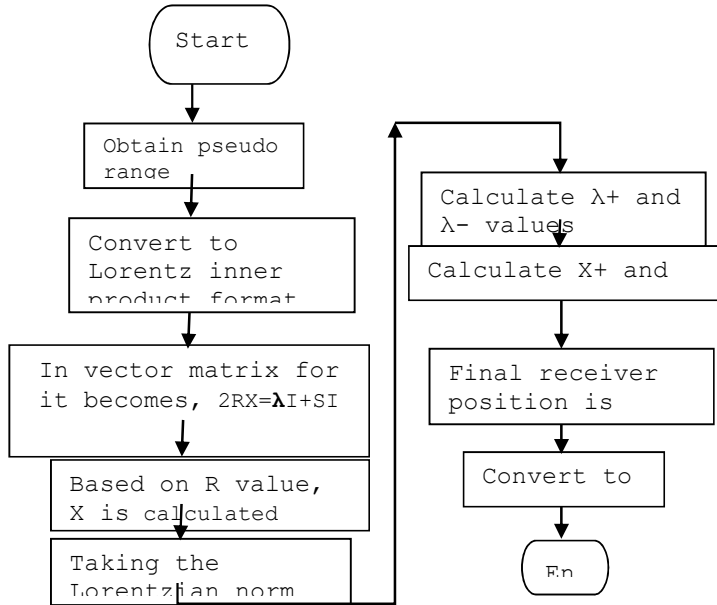 Start
Obtain pseudo
range
Convert to
Lorentz inner
product format
In vector matrix for
it becomes, 2RX=λI+SI
Based on R value,
X is calculated
Taking the
Lorentzian norm
Calculate λ+ and
λ- values
Calculate X+ and
Final receiver
position is
Convert to
En